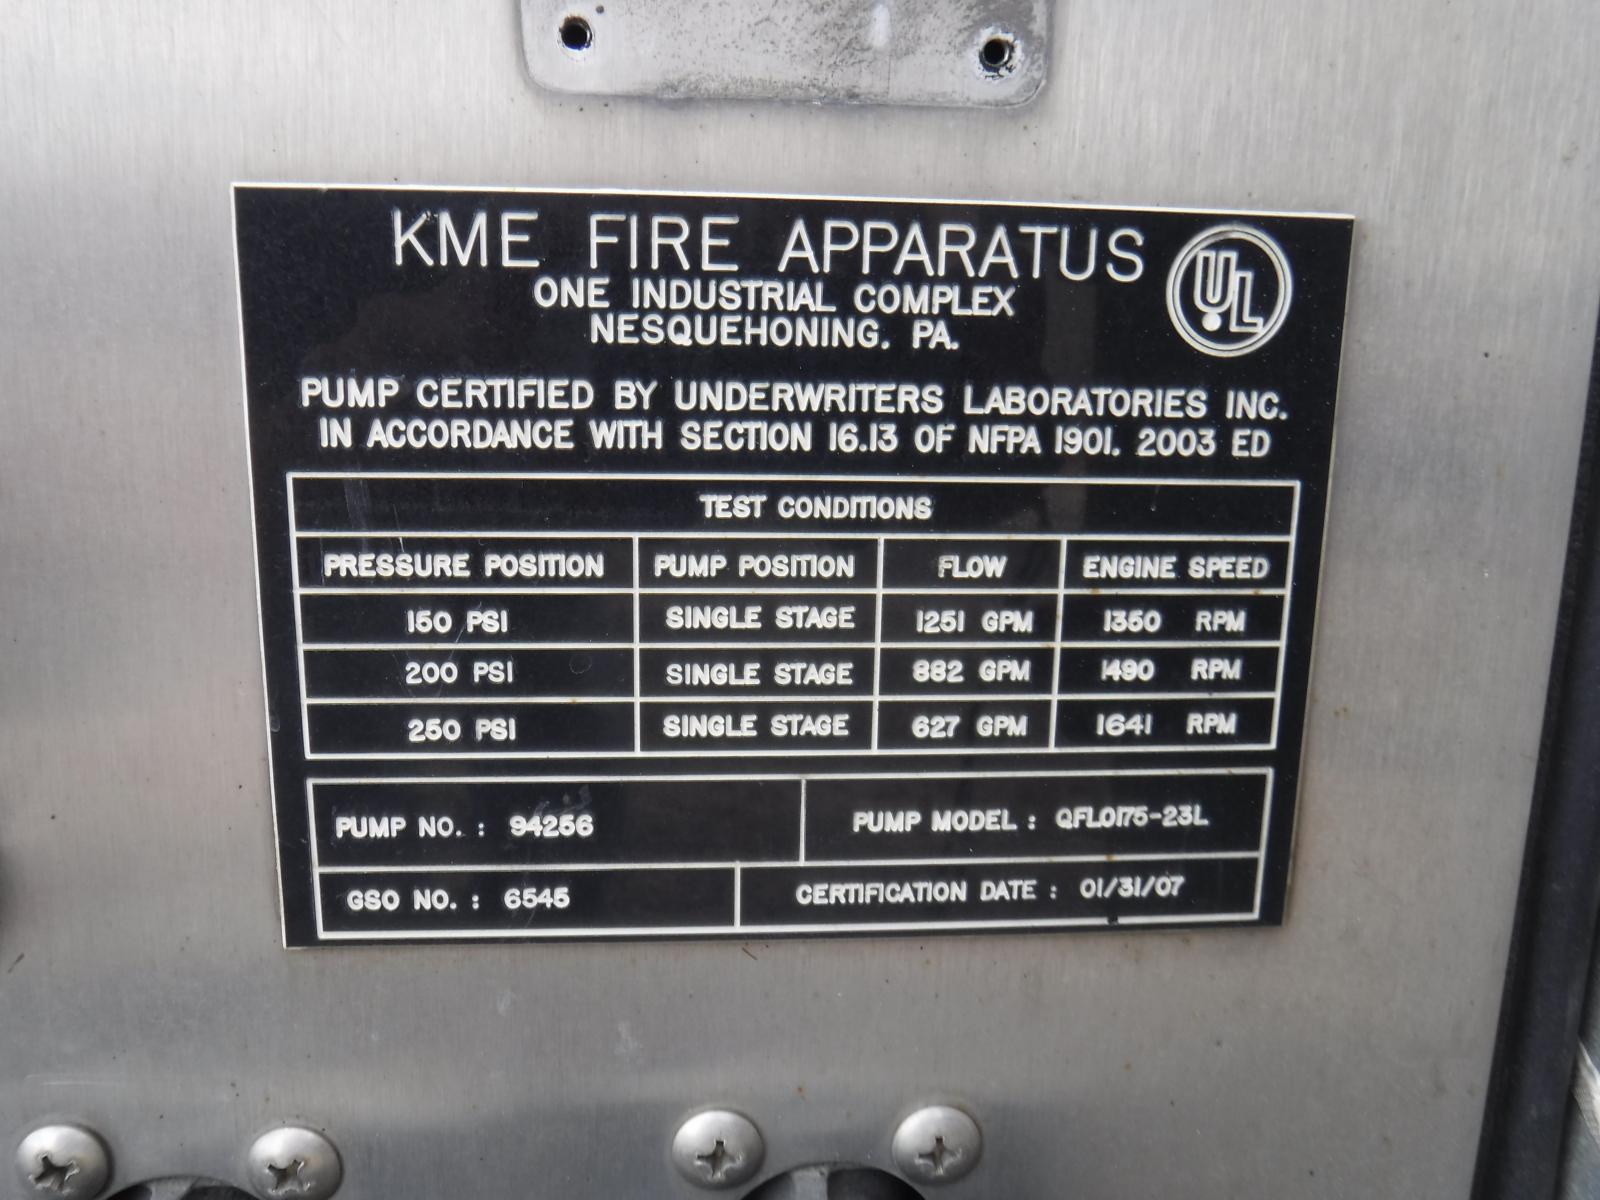 KME FIRE APPARATUS
UL
ONE INDUSTRIAL COMPLEX
NESQUEHONING, PA.
PUMP CERTIFIED BY UNDERWRITERS LABORATORIES INC.
IN ACCORDANCE WITH SECTION 16.13 OF NFPA 1901, 2003 ED
TEST CONDITIONS
PRESSURE POSITION PUMP POSITION FLOW ENGINE SPEED
150 PSI SINGLE STAGE 1251 GPM 1350 RPM
200 PSI SINGLE STAGE 882 GPM 1490 RPM
250 PSI SINGLE STAGE 627 GPM 1641 RPM
PUMP NO. : 94256 PUMP MODEL : QFLO175-23L
GSO NO. : 6545 CERTIFICATION DATE : 01/31/07